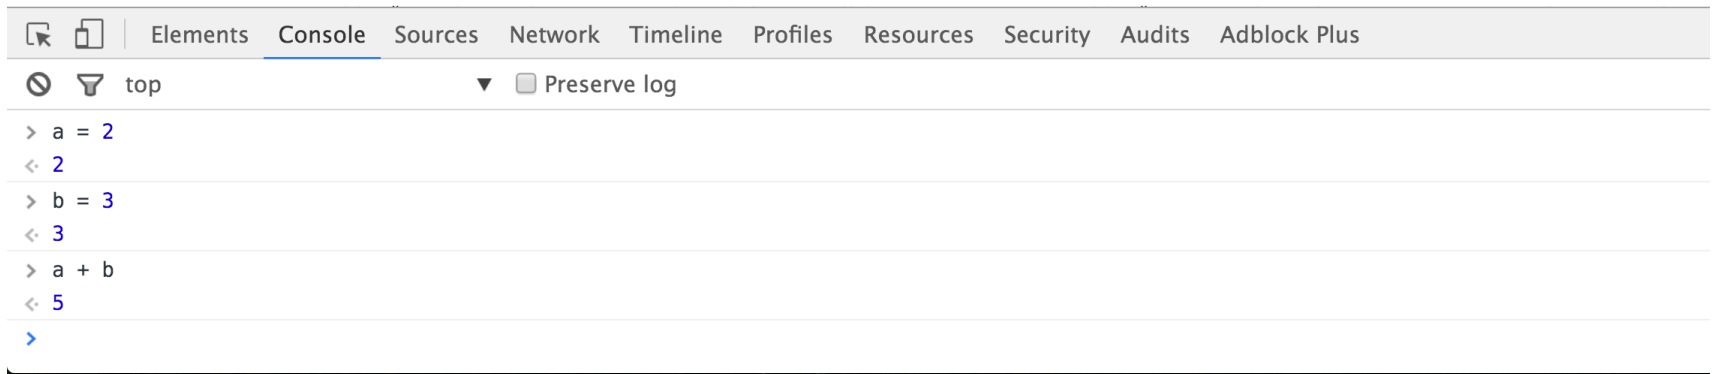 Elements Console Sources Network Timeline Profiles Resources Security Audits Adblock Plus
top ▼ Preserve log
> a = 2
<· 2
> b = 3
<· 3
> a + b
<· 5
>